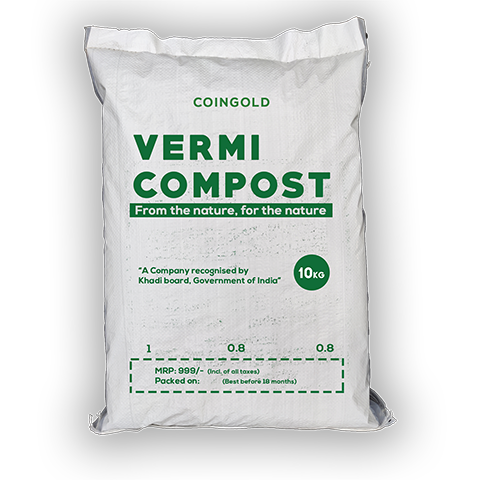 COINGOLD
VERMI
COMPOST
From the nature, for the nature
"A Company recognised by
Khadi board, Government of India"
10KG
1 0.8 0.8
MRP: 999/- (Incl. of all taxes)
Packed on: (Best before 18 months)